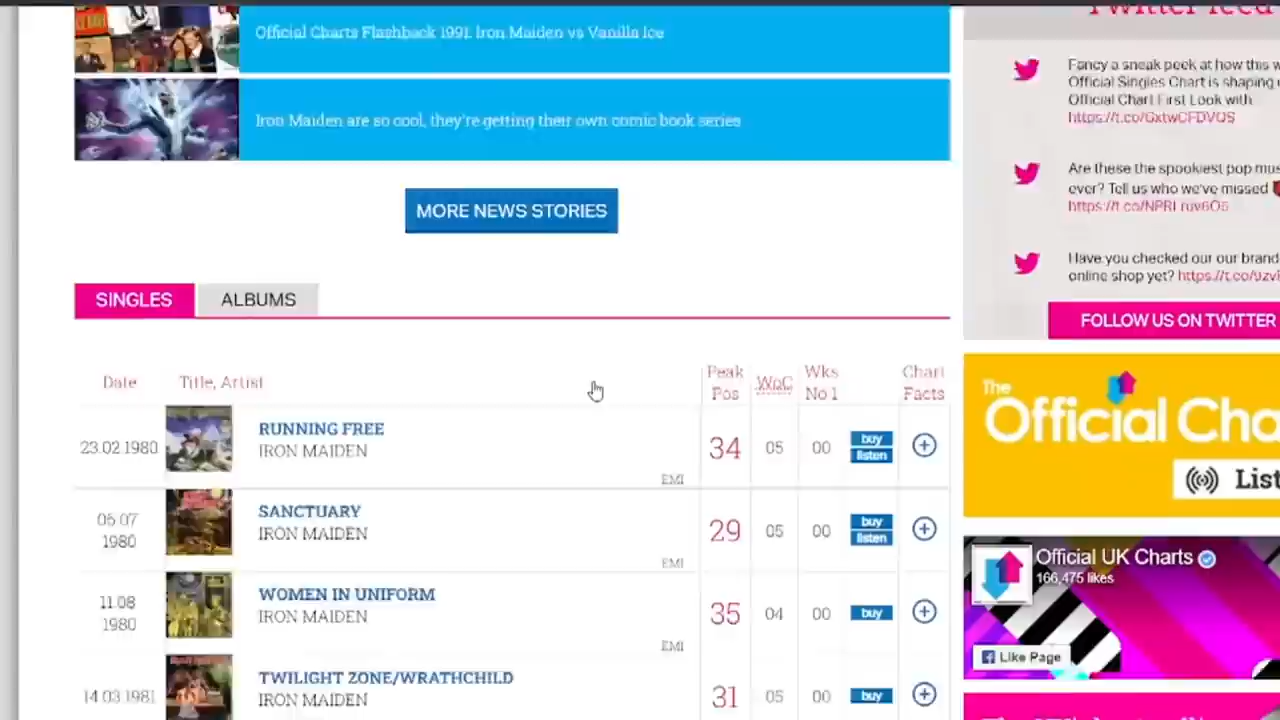 Official Charts Flashback 1991: Iron Maiden vs Vanilla Ice
Iron Maiden are so cool, they're getting their own comic book series
MORE NEWS STORIES
SINGLES
ALBUMS
Date
Title, Artist
Peak
Pos
WoC
Wks
No 1
Chart
Facts
23.02.1980
RUNNING FREE
IRON MAIDEN
EMI
34
05
00
buy
listen
SANCTUARY
05.07
1980
IRON MAIDEN
EMI
29
05
00
buy
listen
WOMEN IN UNIFORM
11.08
1980
IRON MAIDEN
EMI
35
04
00
buy
TWILIGHT ZONE/WRATHCHILD
14.03.1981
IRON MAIDEN
31
05
00
buy
Twitter feed
Fancy a sneak peek at how this w
Official Singles Chart is shaping
Official Chart First Look with...
Are these the spookiest pop mus
ever? Tell us who we've missed
Have you checked our our brand
online shop yet?
FOLLOW US ON TWITTER
The
Official Cha
List
Official UK Charts
166,475 likes
Like Page